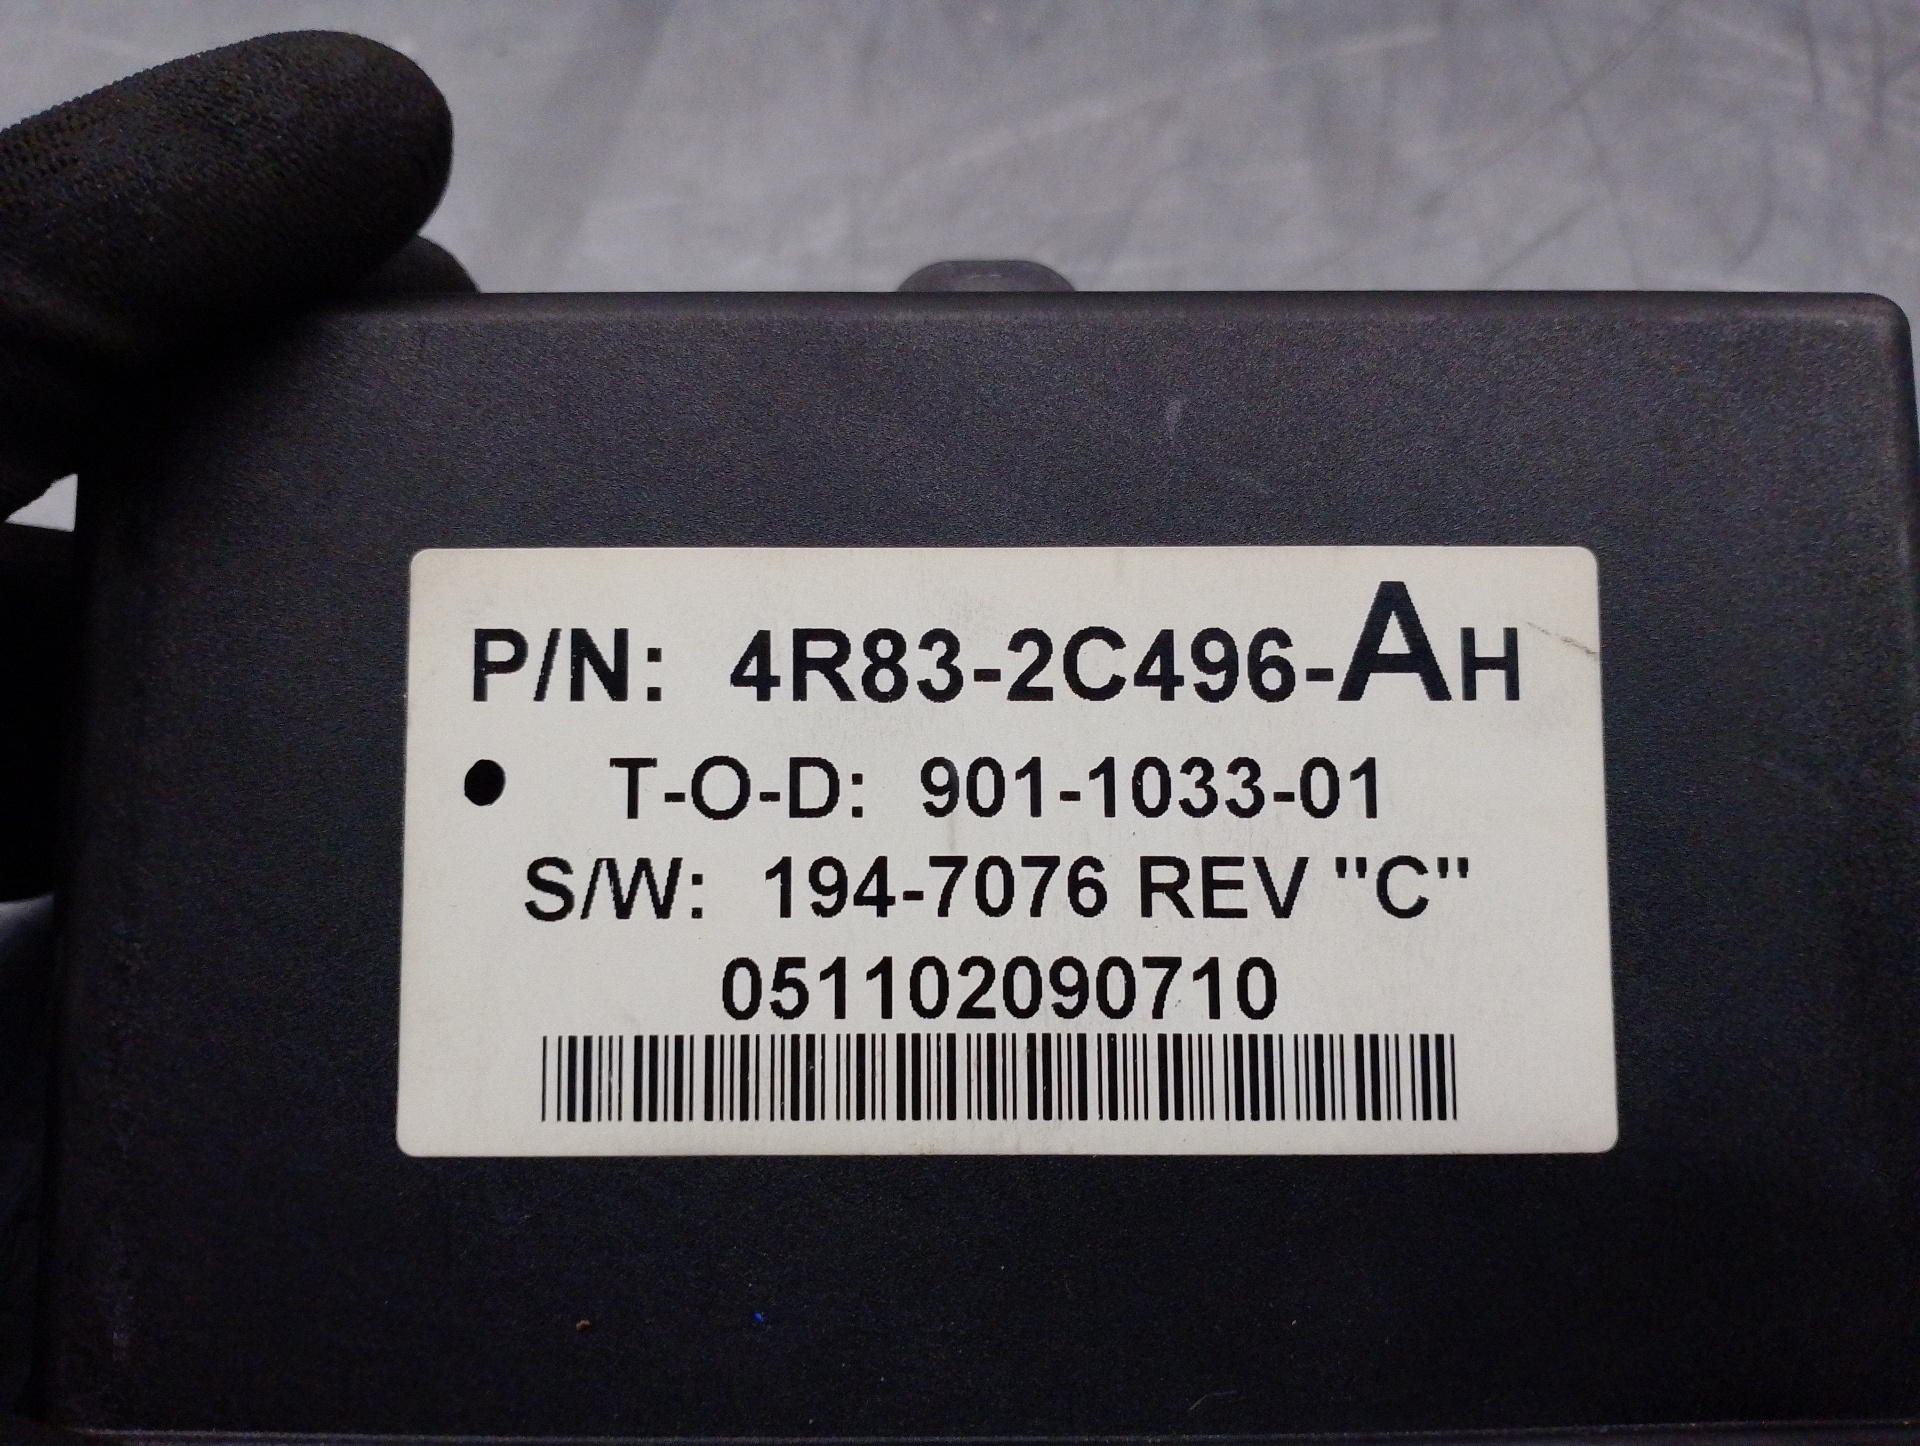 P/N: 4R83-2C496-AH
T-O-D: 901-1033-01
S/W: 194-7076 REV "C"
051102090710